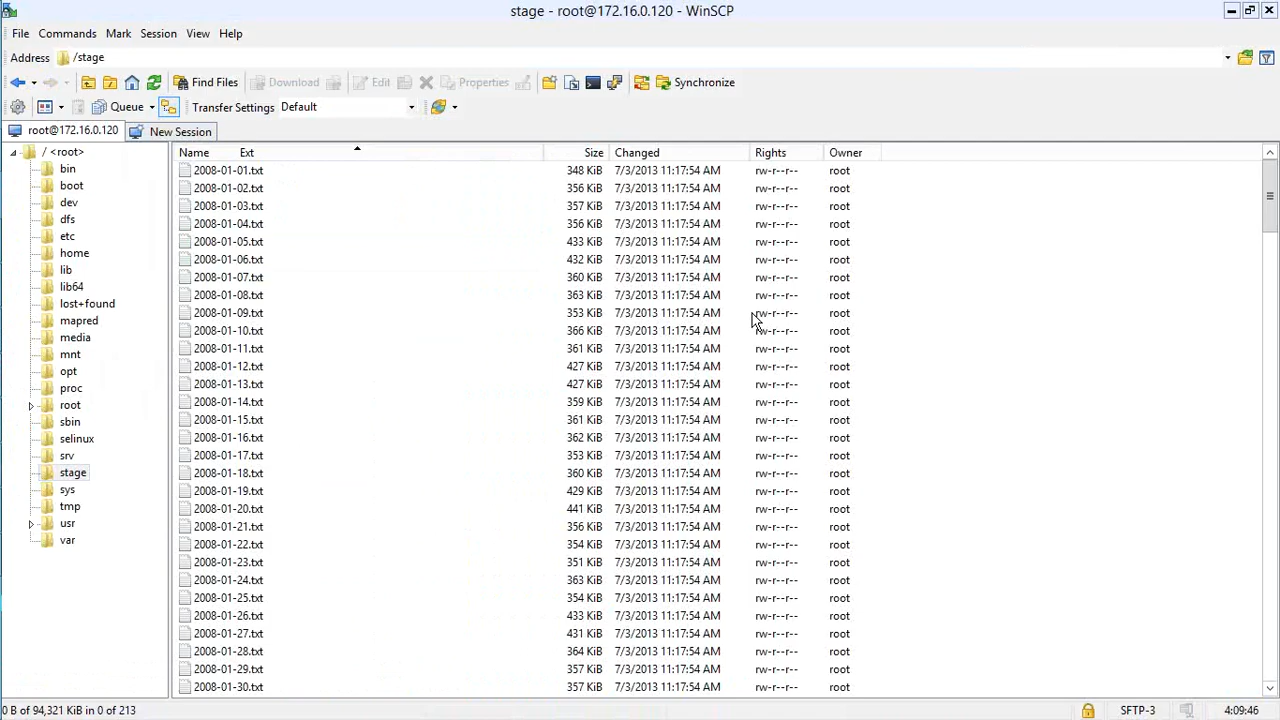 stage - root@172.16.0.120 - WinSCP
File Commands Mark Session View Help
Address /stage
Find Files Download Edit Properties Synchronize
Queue Transfer Settings Default
root@172.16.0.120 New Session
/ <root>
bin
boot
dev
dfs
etc
home
lib
lib64
lost+found
mapred
media
mnt
opt
proc
root
sbin
selinux
srv
stage
sys
tmp
usr
var
Name Ext Size Changed Rights Owner
2008-01-01.txt 348 KiB 7/3/2013 11:17:54 AM rw-r--r-- root
2008-01-02.txt 356 KiB 7/3/2013 11:17:54 AM rw-r--r-- root
2008-01-03.txt 357 KiB 7/3/2013 11:17:54 AM rw-r--r-- root
2008-01-04.txt 356 KiB 7/3/2013 11:17:54 AM rw-r--r-- root
2008-01-05.txt 433 KiB 7/3/2013 11:17:54 AM rw-r--r-- root
2008-01-06.txt 432 KiB 7/3/2013 11:17:54 AM rw-r--r-- root
2008-01-07.txt 360 KiB 7/3/2013 11:17:54 AM rw-r--r-- root
2008-01-08.txt 363 KiB 7/3/2013 11:17:54 AM rw-r--r-- root
2008-01-09.txt 353 KiB 7/3/2013 11:17:54 AM rw-r--r-- root
2008-01-10.txt 366 KiB 7/3/2013 11:17:54 AM rw-r--r-- root
2008-01-11.txt 361 KiB 7/3/2013 11:17:54 AM rw-r--r-- root
2008-01-12.txt 427 KiB 7/3/2013 11:17:54 AM rw-r--r-- root
2008-01-13.txt 427 KiB 7/3/2013 11:17:54 AM rw-r--r-- root
2008-01-14.txt 359 KiB 7/3/2013 11:17:54 AM rw-r--r-- root
2008-01-15.txt 361 KiB 7/3/2013 11:17:54 AM rw-r--r-- root
2008-01-16.txt 362 KiB 7/3/2013 11:17:54 AM rw-r--r-- root
2008-01-17.txt 353 KiB 7/3/2013 11:17:54 AM rw-r--r-- root
2008-01-18.txt 360 KiB 7/3/2013 11:17:54 AM rw-r--r-- root
2008-01-19.txt 429 KiB 7/3/2013 11:17:54 AM rw-r--r-- root
2008-01-20.txt 441 KiB 7/3/2013 11:17:54 AM rw-r--r-- root
2008-01-21.txt 356 KiB 7/3/2013 11:17:54 AM rw-r--r-- root
2008-01-22.txt 354 KiB 7/3/2013 11:17:54 AM rw-r--r-- root
2008-01-23.txt 351 KiB 7/3/2013 11:17:54 AM rw-r--r-- root
2008-01-24.txt 363 KiB 7/3/2013 11:17:54 AM rw-r--r-- root
2008-01-25.txt 354 KiB 7/3/2013 11:17:54 AM rw-r--r-- root
2008-01-26.txt 433 KiB 7/3/2013 11:17:54 AM rw-r--r-- root
2008-01-27.txt 431 KiB 7/3/2013 11:17:54 AM rw-r--r-- root
2008-01-28.txt 364 KiB 7/3/2013 11:17:54 AM rw-r--r-- root
2008-01-29.txt 357 KiB 7/3/2013 11:17:54 AM rw-r--r-- root
2008-01-30.txt 357 KiB 7/3/2013 11:17:54 AM rw-r--r-- root
0 B of 94,321 KiB in 0 of 213 SFTP-3 4:09:46